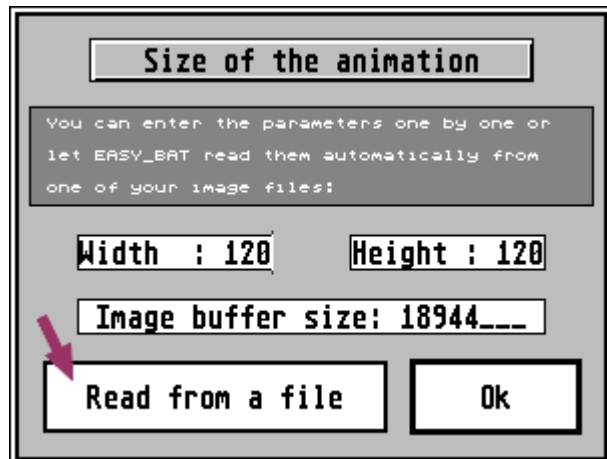 Size of the animation
You can enter the parameters one by one or
let EASY_BAT read them automatically from
one of your image files:
Width : 120 Height : 120
Image buffer size: 18944___
Read from a file Ok